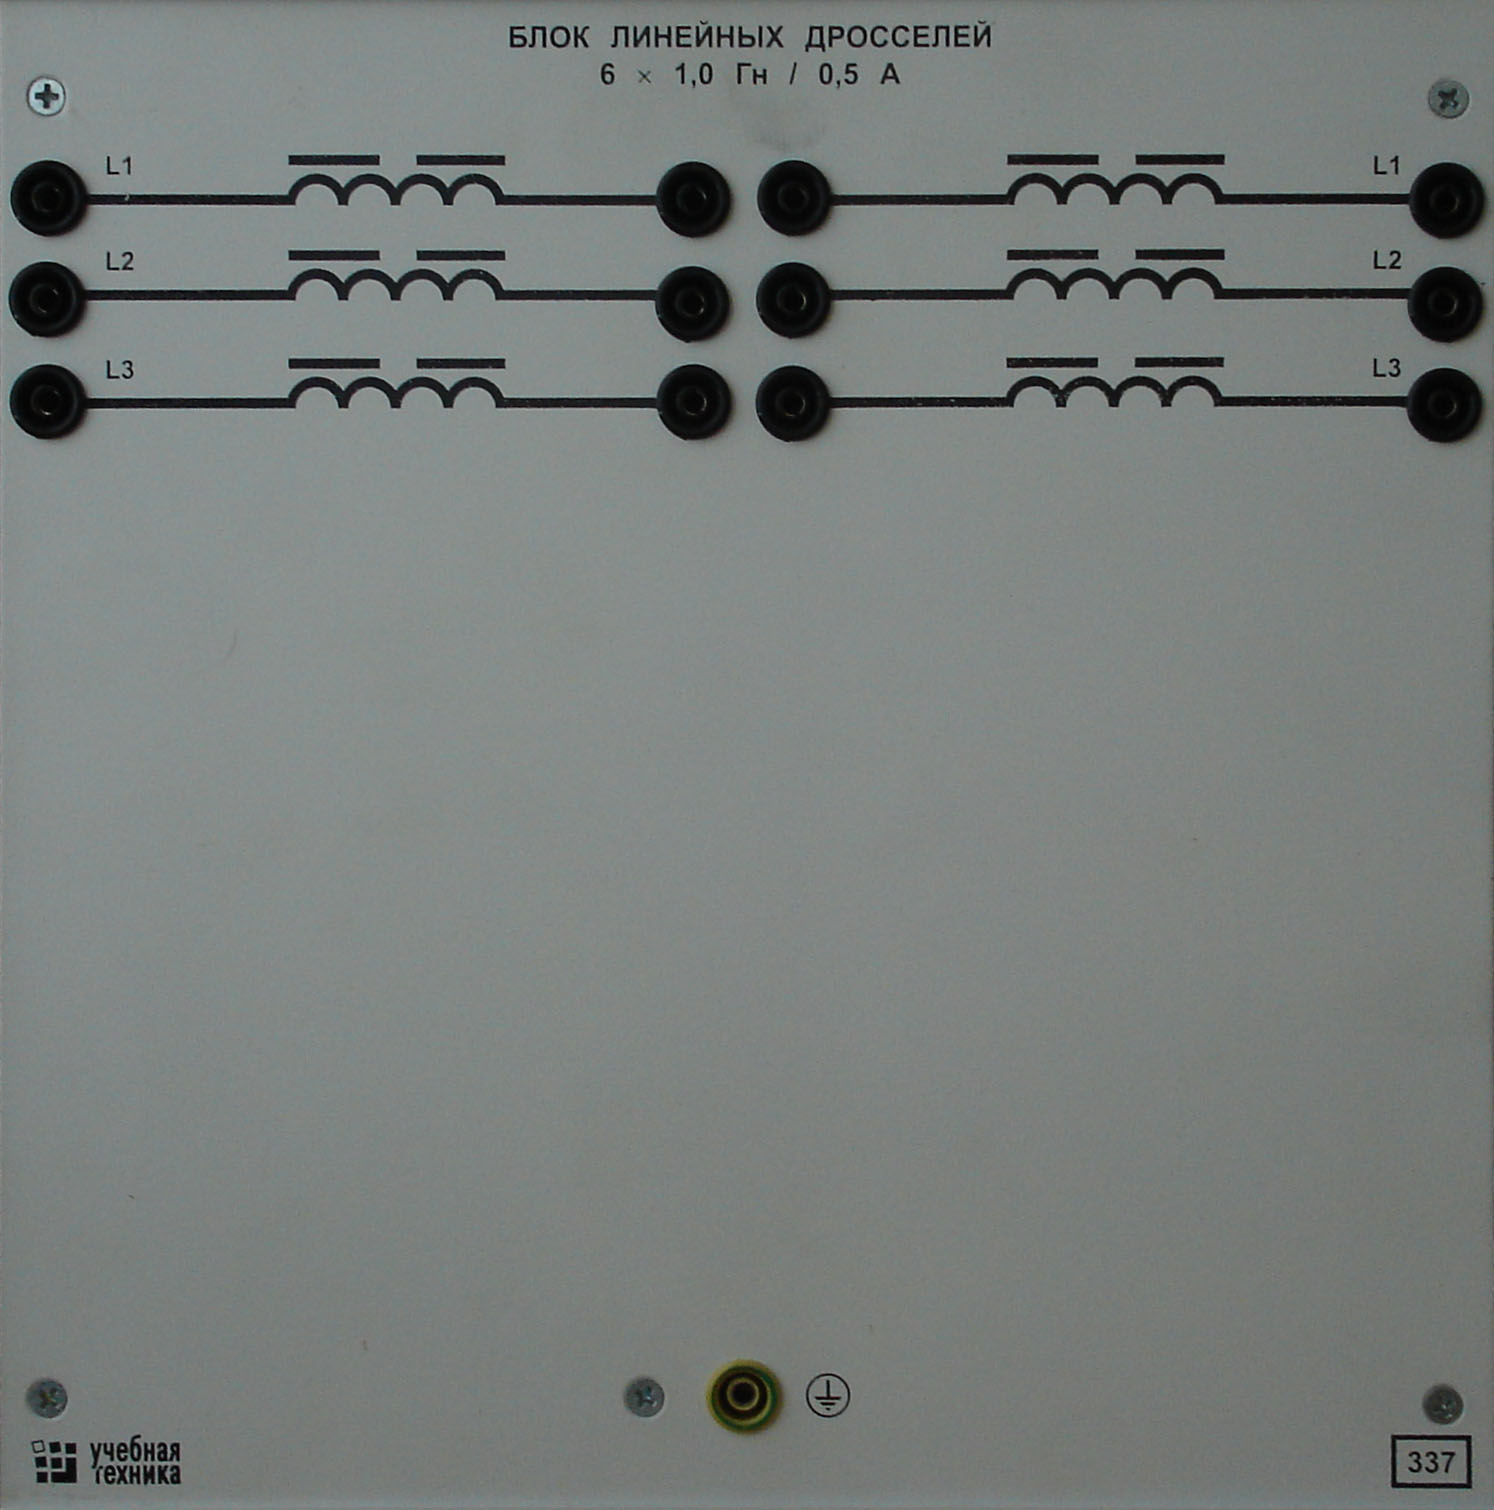 БЛОК ЛИНЕЙНЫХ ДРОССЕЛЕЙ
6 × 1,0 Гн / 0,5 А
L1 L1
L2 L2
L3 L3
учебная
техника
337